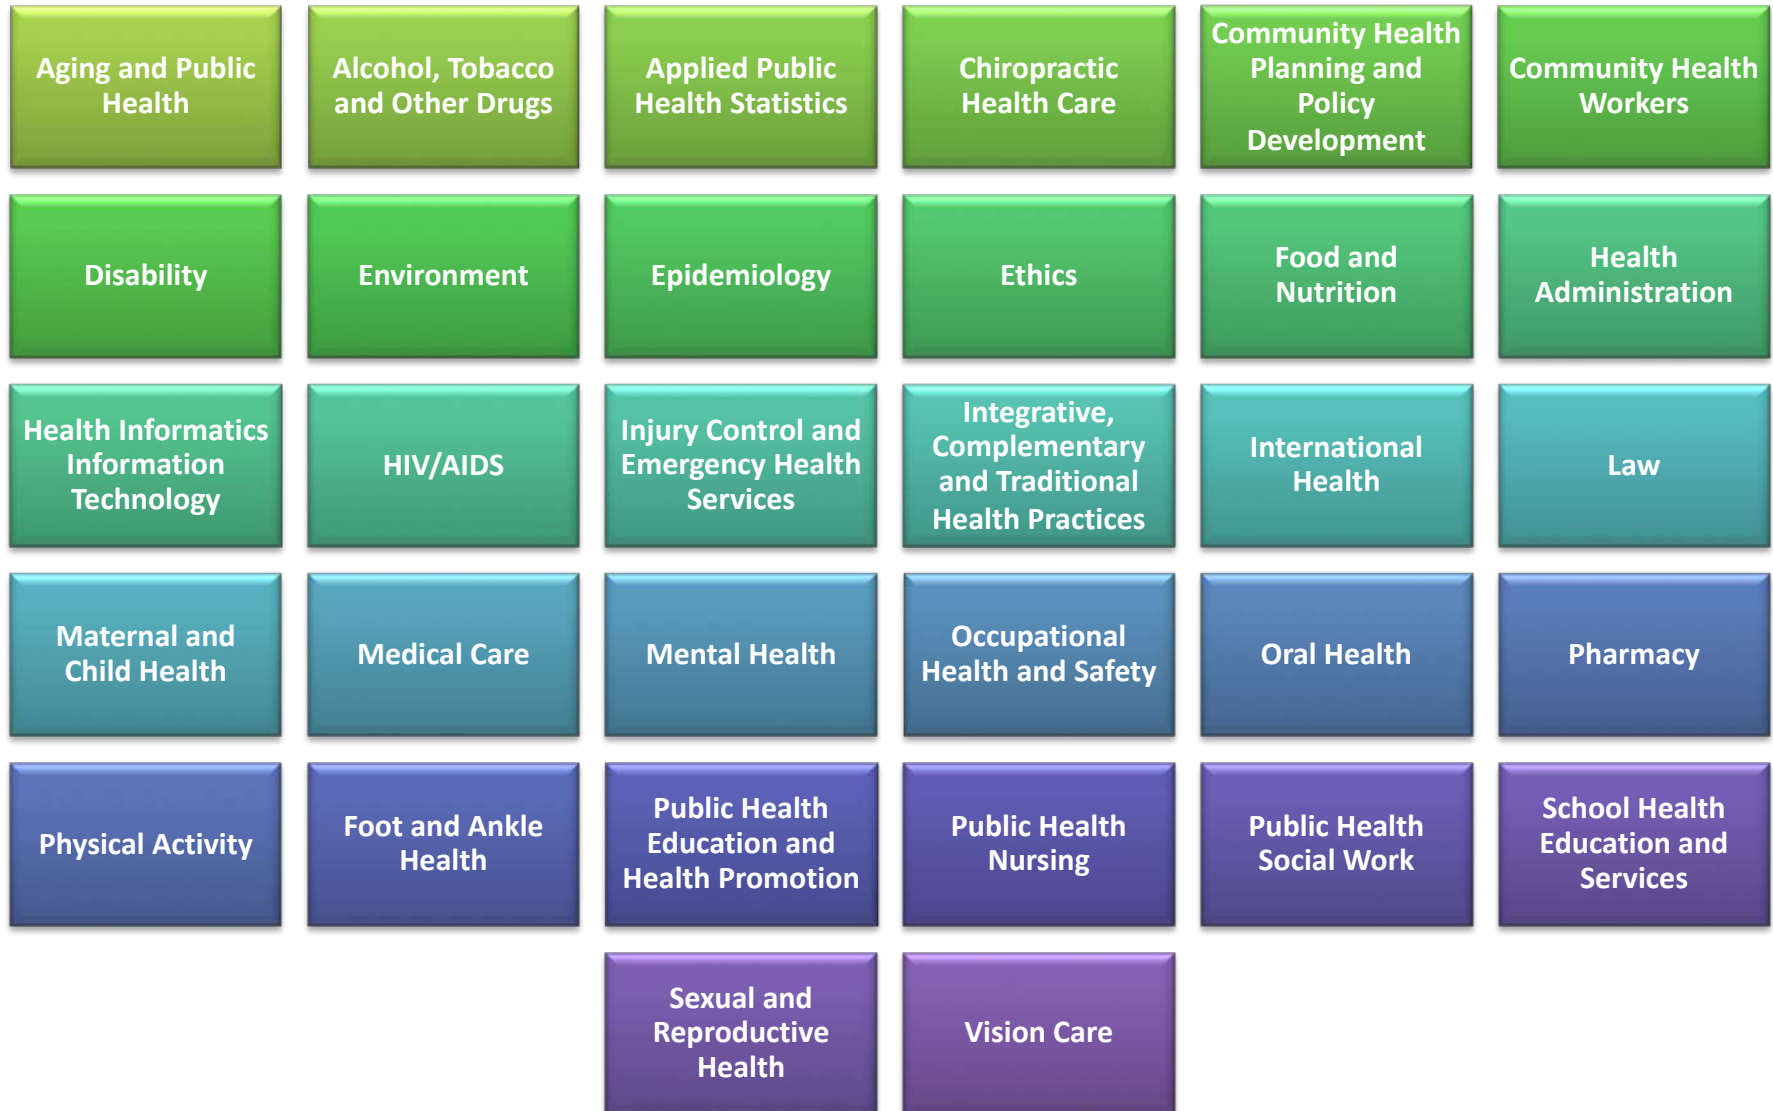 Aging and Public
Health
Alcohol, Tobacco
and Other Drugs
Applied Public
Health Statistics
Chiropractic
Health Care
Community Health
Planning and
Policy
Development
Community Health
Workers
Disability
Environment
Epidemiology
Ethics
Food and
Nutrition
Health
Administration
Health Informatics
Information
Technology
HIV/AIDS
Injury Control and
Emergency Health
Services
Integrative,
Complementary
and Traditional
Health Practices
International
Health
Law
Maternal and
Child Health
Medical Care
Mental Health
Occupational
Health and Safety
Oral Health
Pharmacy
Physical Activity
Foot and Ankle
Health
Public Health
Education and
Health Promotion
Public Health
Nursing
Public Health
Social Work
School Health
Education and
Services
Sexual and
Reproductive
Health
Vision Care